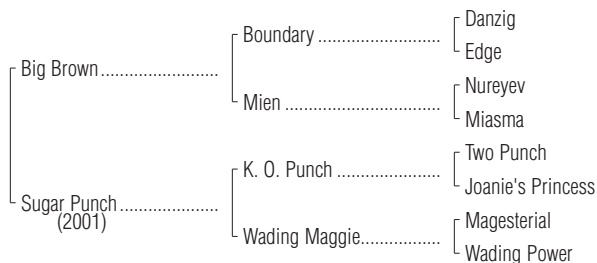 Danzig
Boundary ..............................
Edge
Big Brown.............................
Nureyev
Mien .......................................
Miasma
Two Punch
K. O. Punch ..........................
Joanie's Princess
Sugar Punch........................
(2001)
Magesterial
Wading Maggie....................
Wading Power